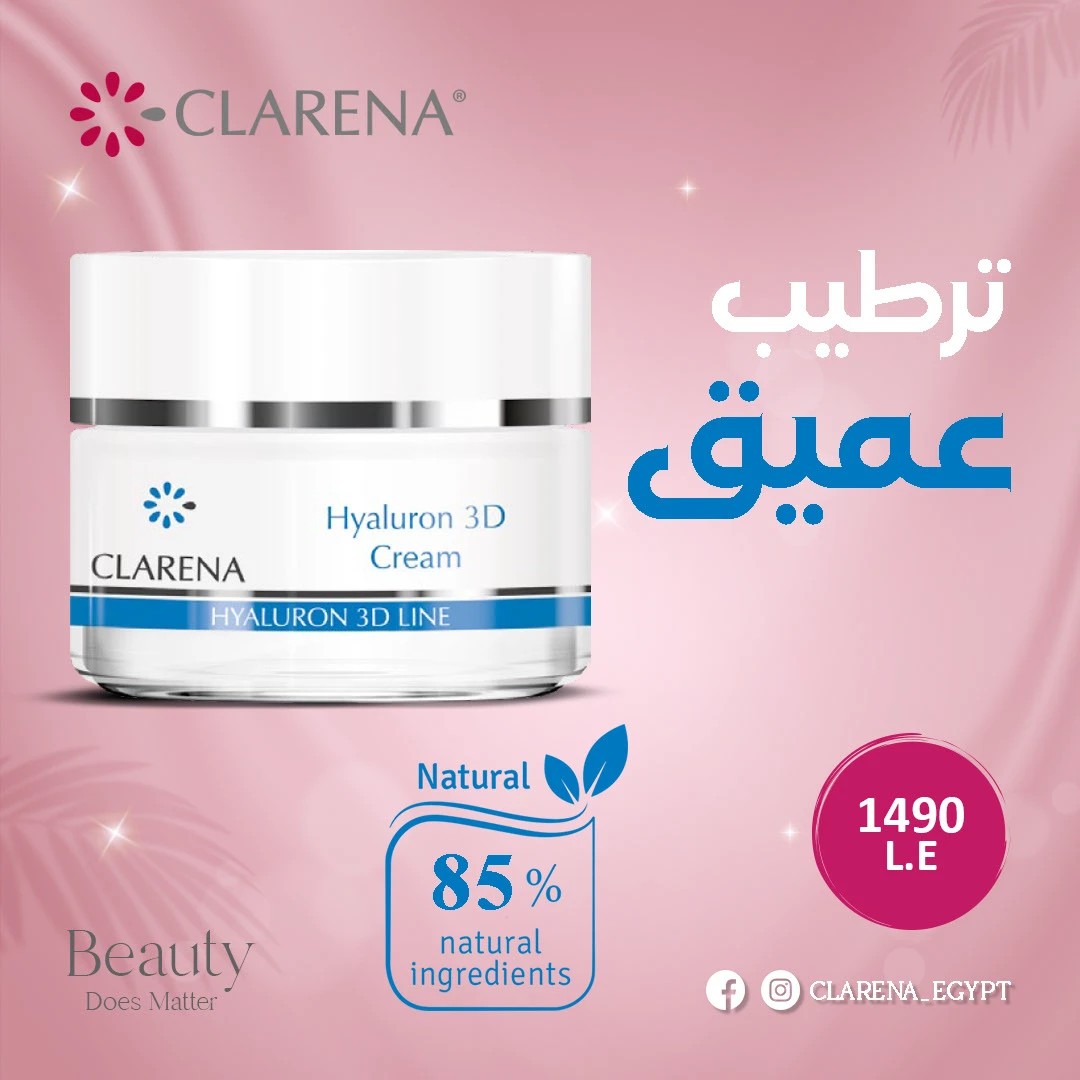 CLARENA®
ترطيب
عميق
Hyaluron 3D
Cream
CLARENA
HYALURON 3D LINE
Natural
85 %
natural
ingredients
1490
L.E
Beauty
Does Matter
CLARENA_EGYPT